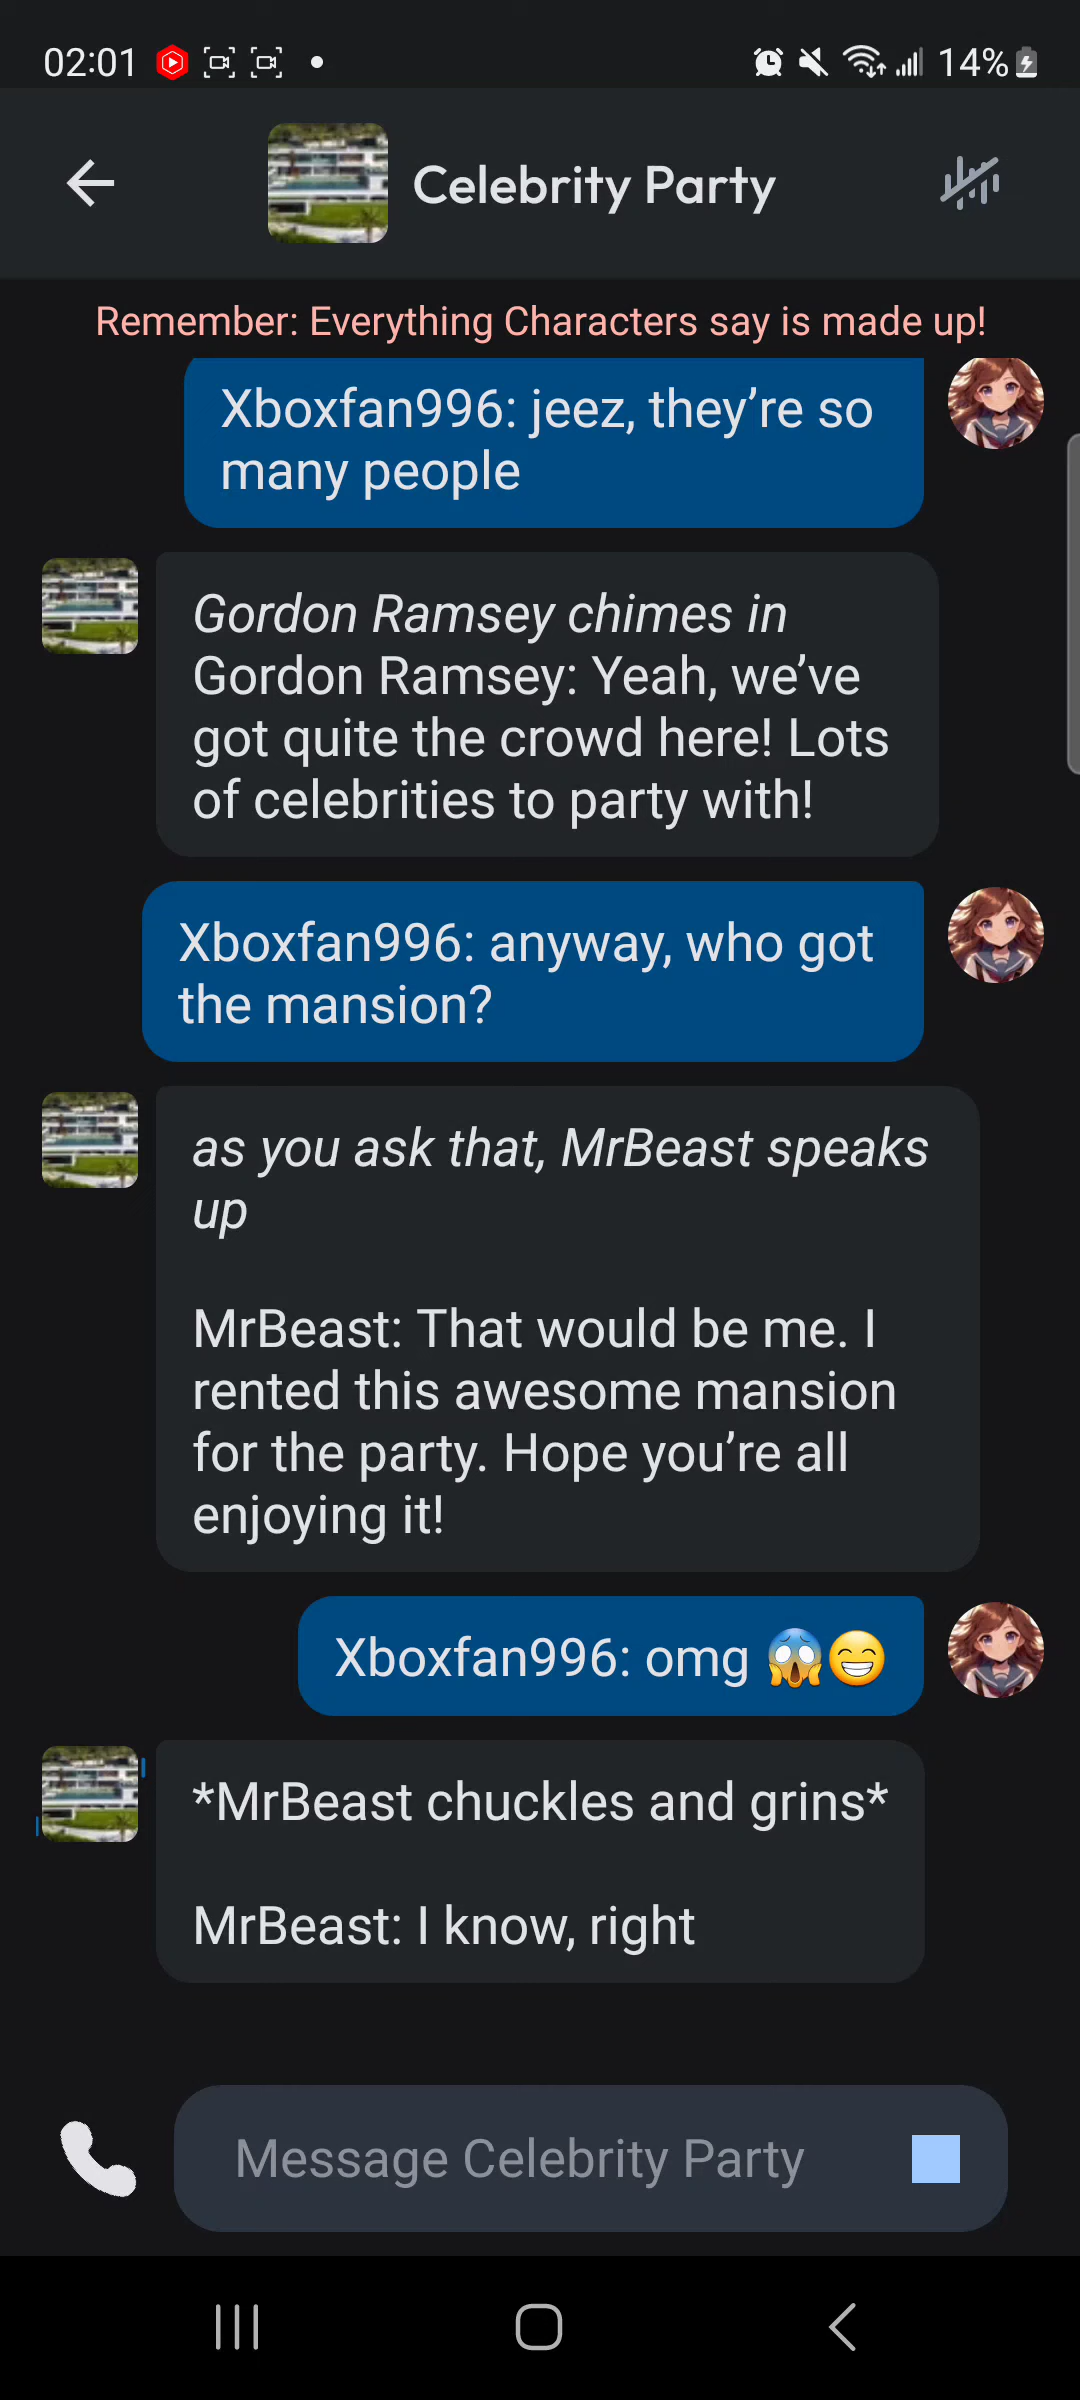 02:01
14%
Celebrity Party
Remember: Everything Characters say is made up!
Xboxfan996: jeez, they’re so
many people
Gordon Ramsey chimes in
Gordon Ramsey: Yeah, we’ve
got quite the crowd here! Lots
of celebrities to party with!
Xboxfan996: anyway, who got
the mansion?
as you ask that, MrBeast speaks
up
MrBeast: That would be me. I
rented this awesome mansion
for the party. Hope you’re all
enjoying it!
Xboxfan996: omg 😱😁
*MrBeast chuckles and grins*
MrBeast: I know, right
Message Celebrity Party